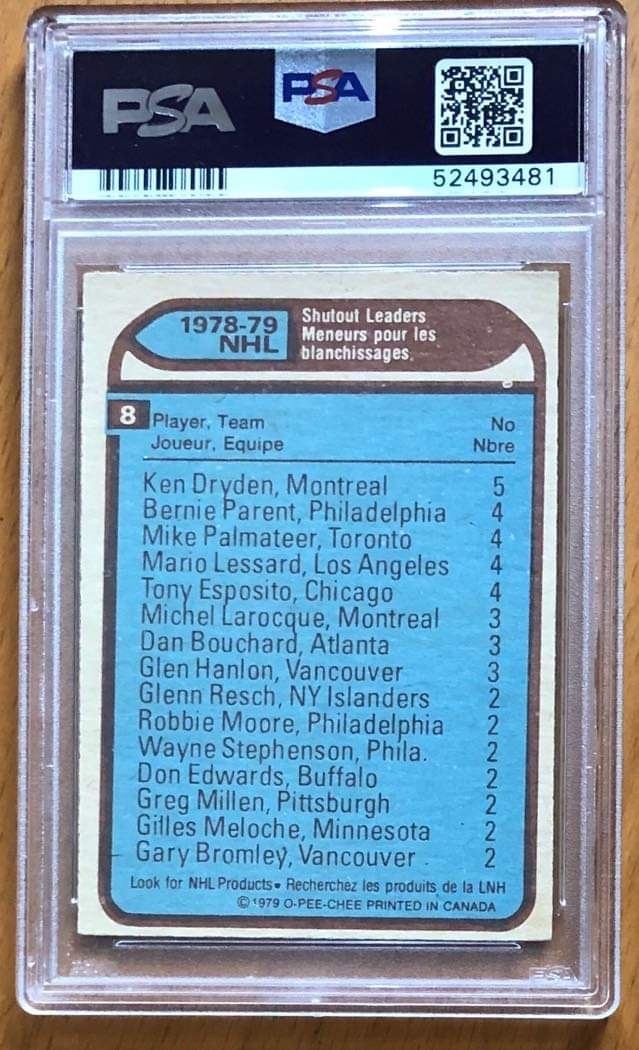 PSA
PSA
52493481
1978-79
NHL
Shutout Leaders
Meneurs pour les
blanchissages.
8 Player, Team No
Joueur, Equipe Nbre
Ken Dryden, Montreal 5
Bernie Parent, Philadelphia 4
Mike Palmateer, Toronto 4
Mario Lessard, Los Angeles 4
Tony Esposito, Chicago 4
Michel Larocque, Montreal 3
Dan Bouchard, Atlanta 3
Glen Hanlon, Vancouver 3
Glenn Resch, NY Islanders 2
Robbie Moore, Philadelphia 2
Wayne Stephenson, Phila. 2
Don Edwards, Buffalo 2
Greg Millen, Pittsburgh 2
Gilles Meloche, Minnesota 2
Gary Bromley, Vancouver 2
Look for NHL Products• Recherchez les produits de la LNH
© 1979 O-PEE-CHEE PRINTED IN CANADA
PSA